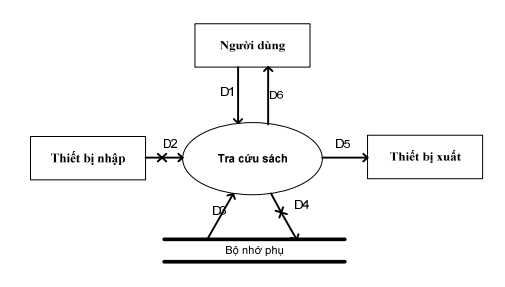 Người dùng
D1
D6
Thiết bị nhập
D2
Tra cứu sách
D5
Thiết bị xuất
D3
D4
Bộ nhớ phụ